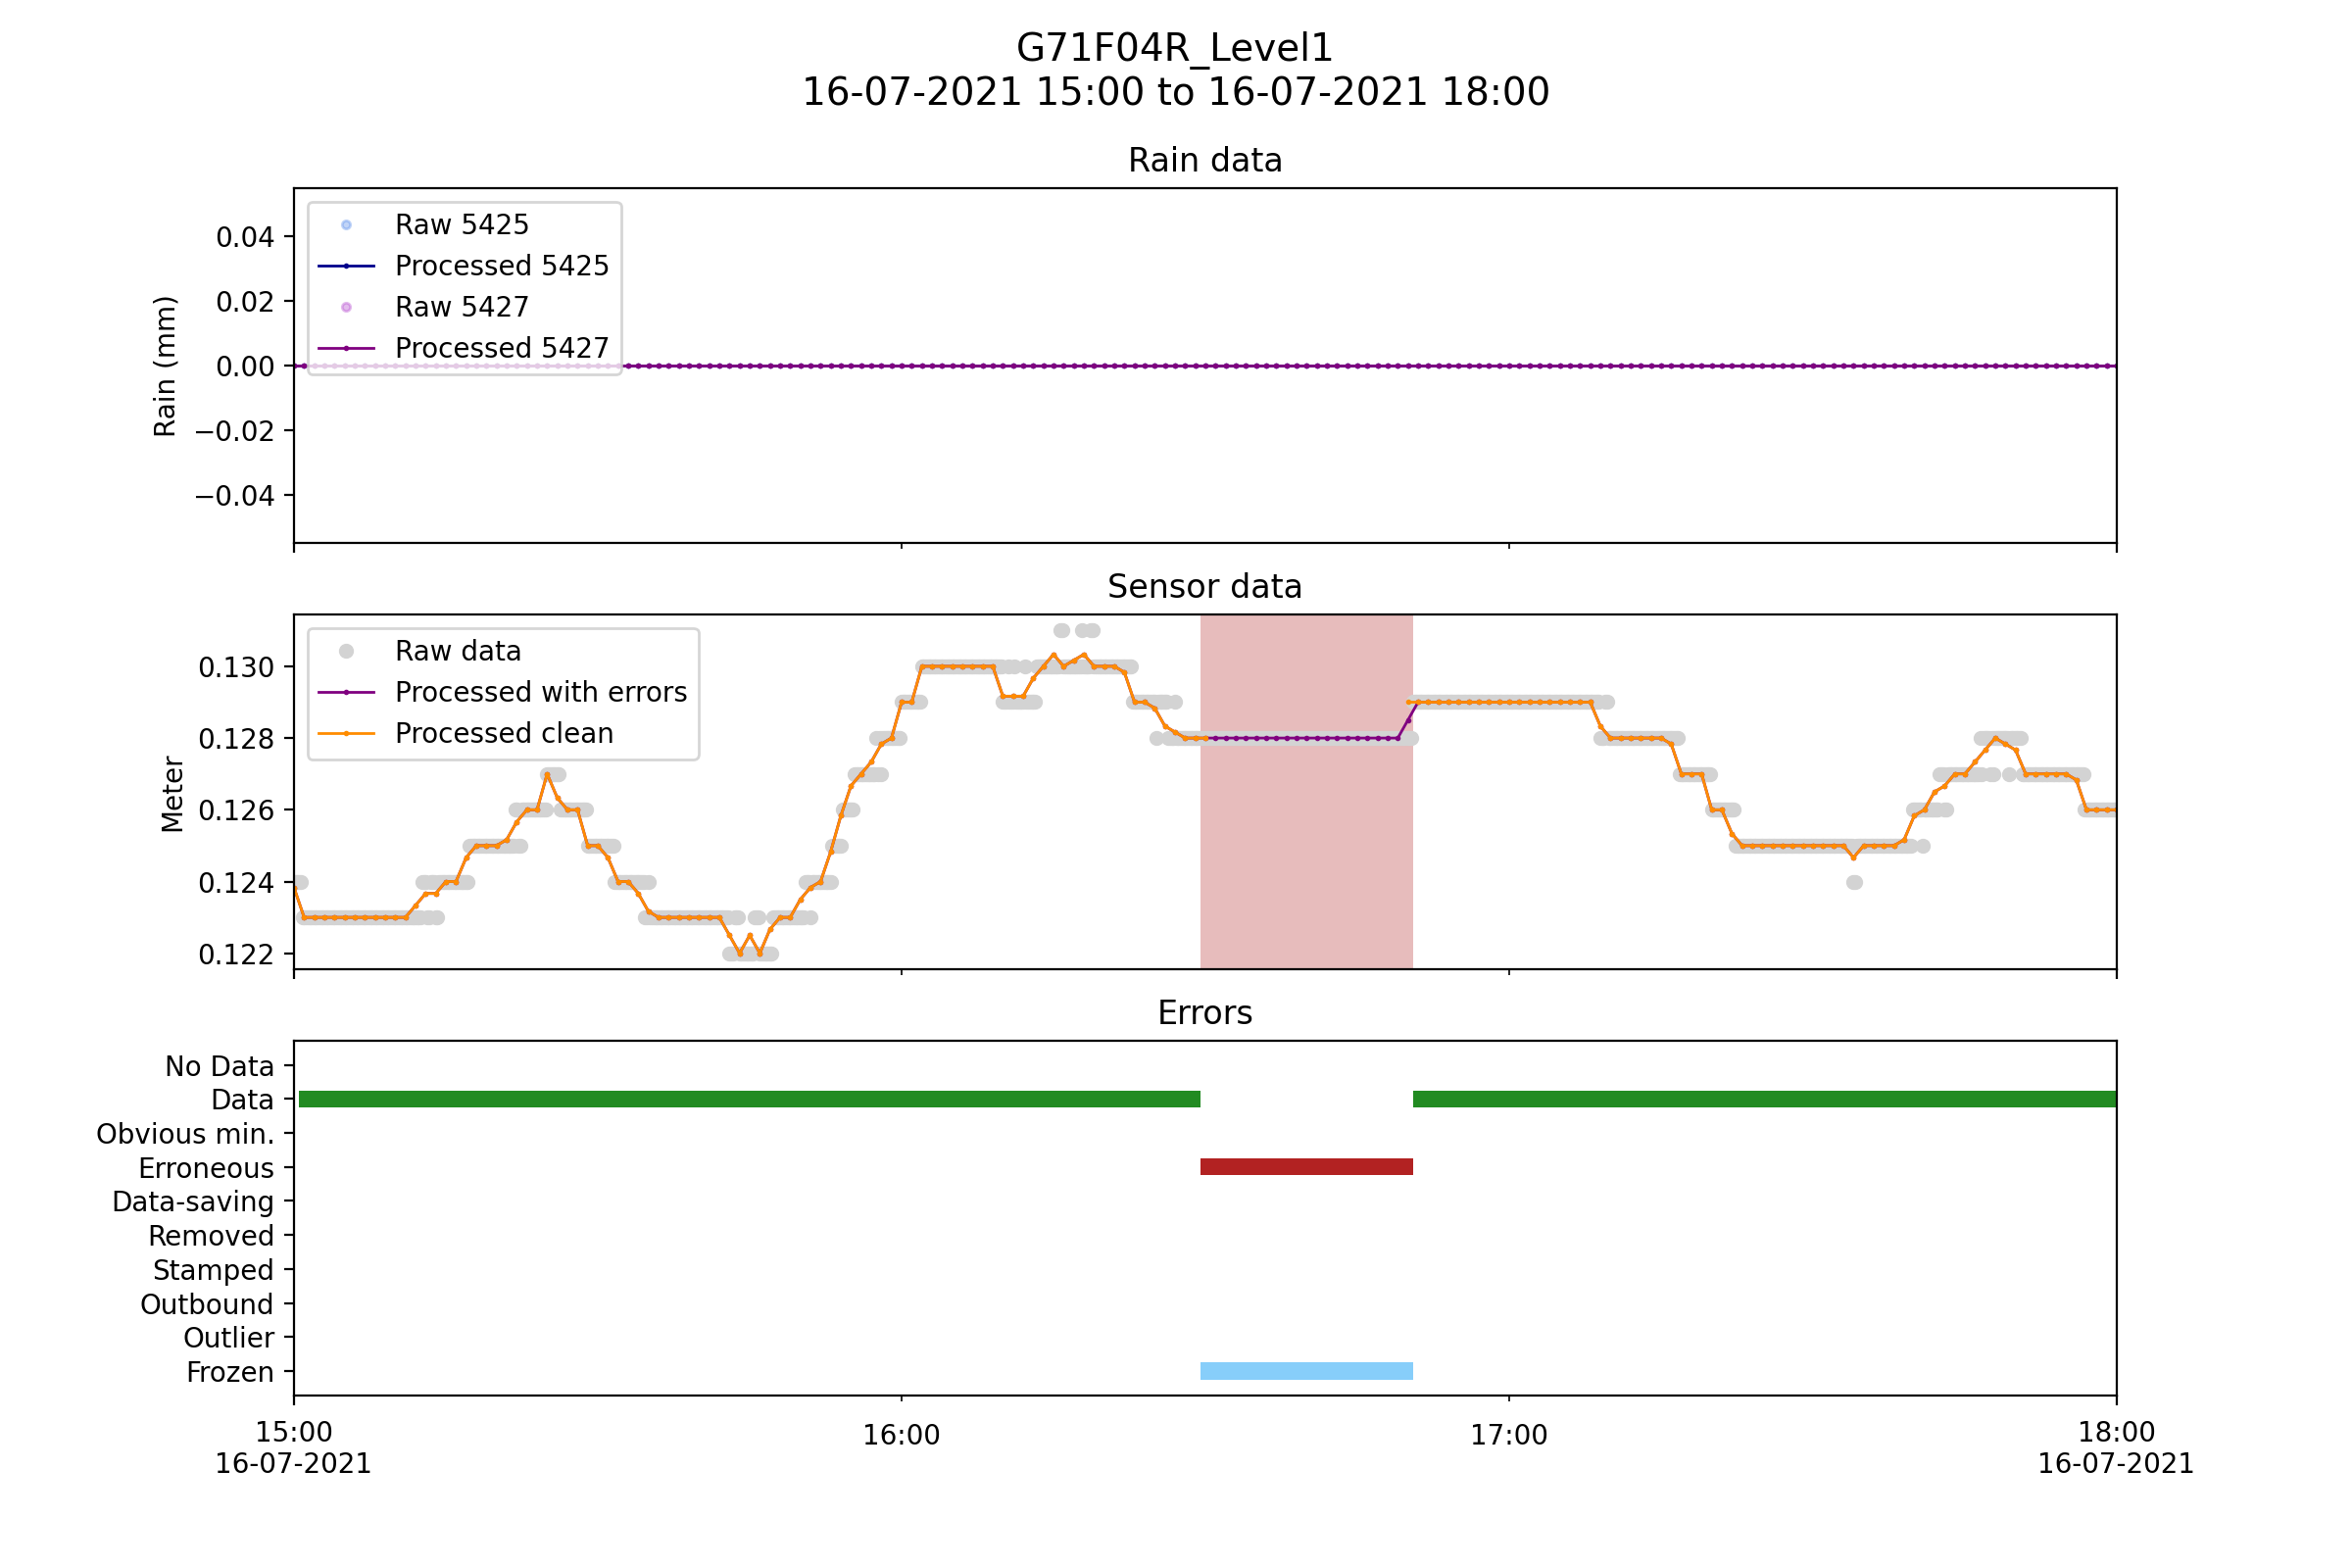 G71F04R_Level1
16-07-2021 15:00 to 16-07-2021 18:00
Rain data
Rain (mm)
0.04
0.02
0.00
−0.02
−0.04
Raw 5425
Processed 5425
Raw 5427
Processed 5427
Sensor data
Meter
0.130
0.128
0.126
0.124
0.122
Raw data
Processed with errors
Processed clean
Errors
No Data
Data
Obvious min.
Erroneous
Data-saving
Removed
Stamped
Outbound
Outlier
Frozen
15:00
16-07-2021
16:00
17:00
18:00
16-07-2021